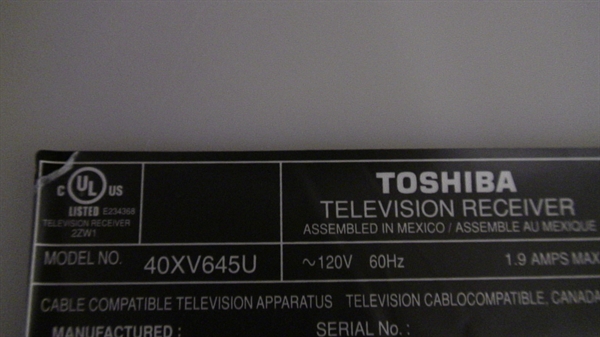 C UL US
LISTED E234368
TELEVISION RECEIVER
2ZW1
TOSHIBA
TELEVISION RECEIVER
ASSEMBLED IN MEXICO / ASSEMBLE AU MEXIQUE
MODEL NO. 40XV645U ~120V 60Hz 1.9 AMPS MAX
CABLE COMPATIBLE TELEVISION APPARATUS TELEVISION CABLOCOMPATIBLE, CANADA
MANUFACTURED : SERIAL No. :